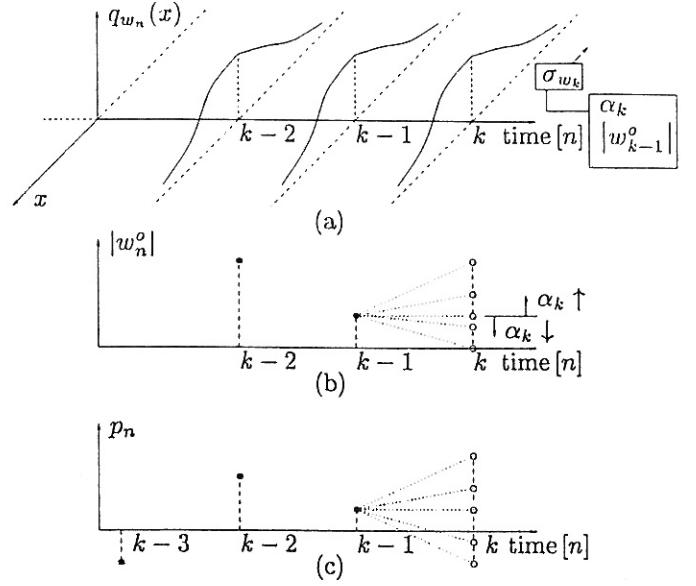 q_{w_n}(x)
σ_{w_k}
α_k
|w^o_{k-1}|
k − 2 k − 1 k time [n]
x
(a)
|w^o_n|
α_k ↑
α_k ↓
k − 2 k − 1 k time [n]
(b)
p_n
k − 3 k − 2 k − 1 k time [n]
(c)